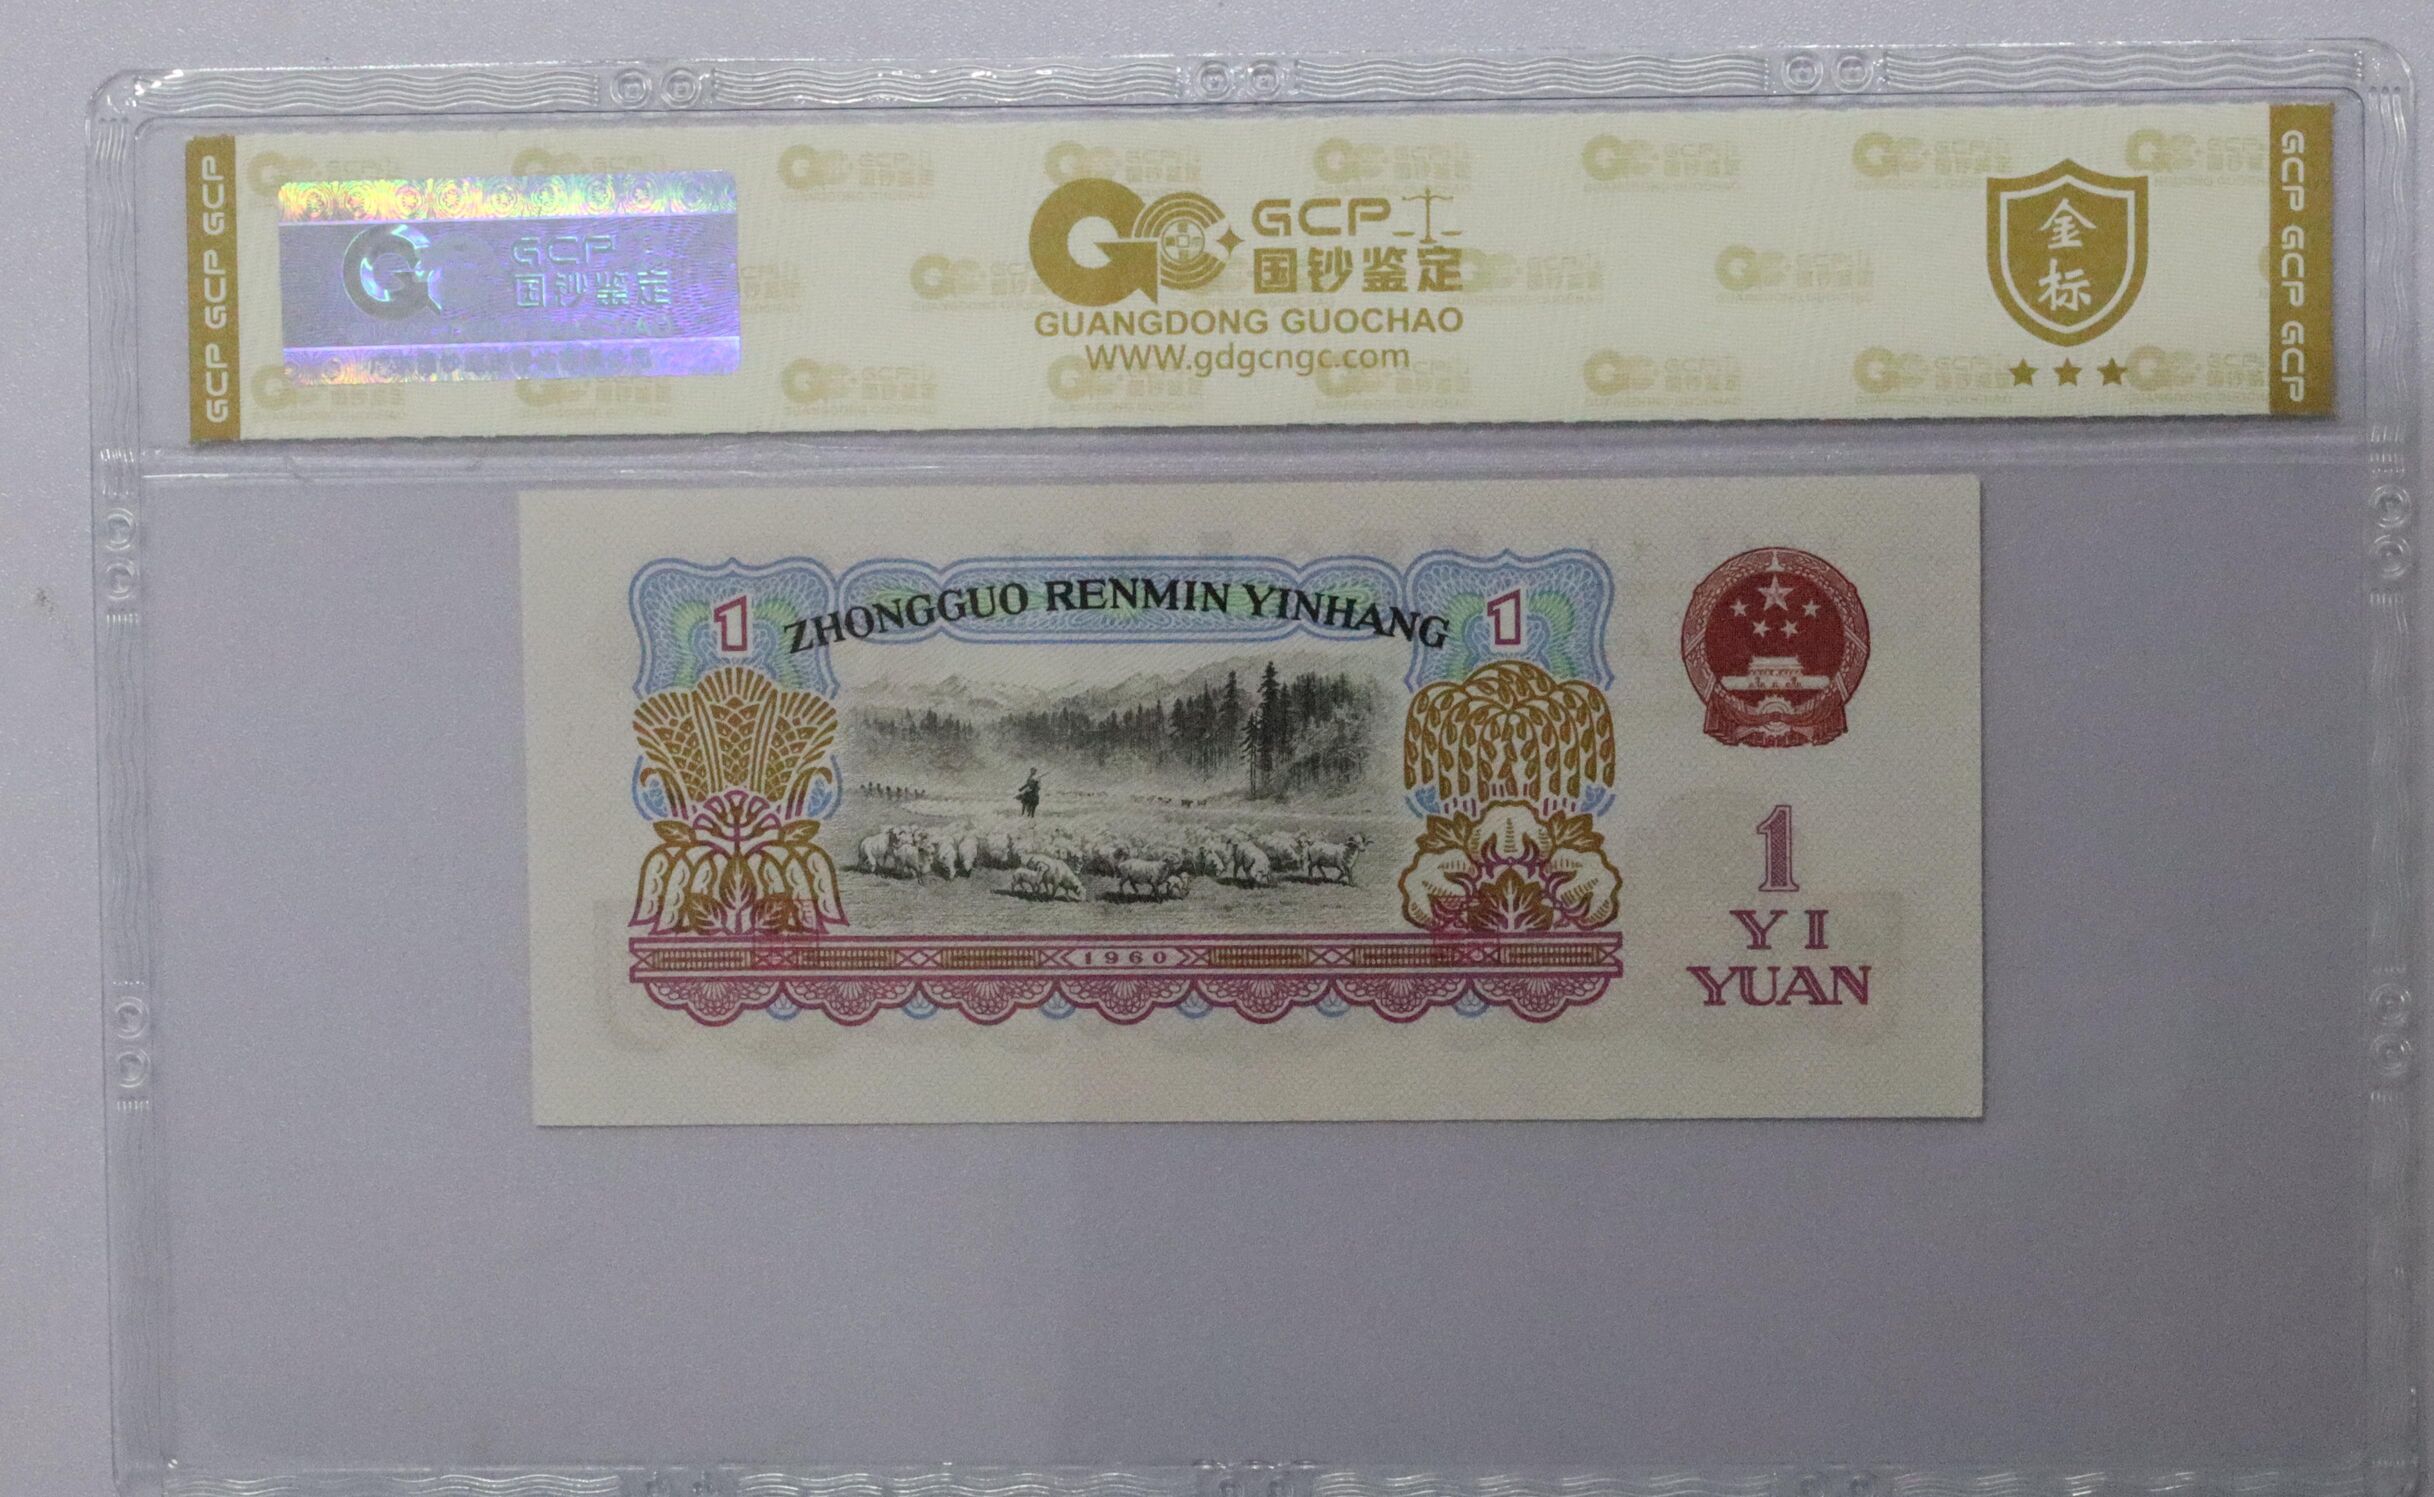 GCP GCP GCP
GCP
国钞鉴定
GCP
国钞鉴定
GUANGDONG GUOCHAO
WWW.gdgcngc.com
金标
GCP GCP GCP
ZHONGGUO RENMIN YINHANG
1
1
1960
1
YI
YUAN